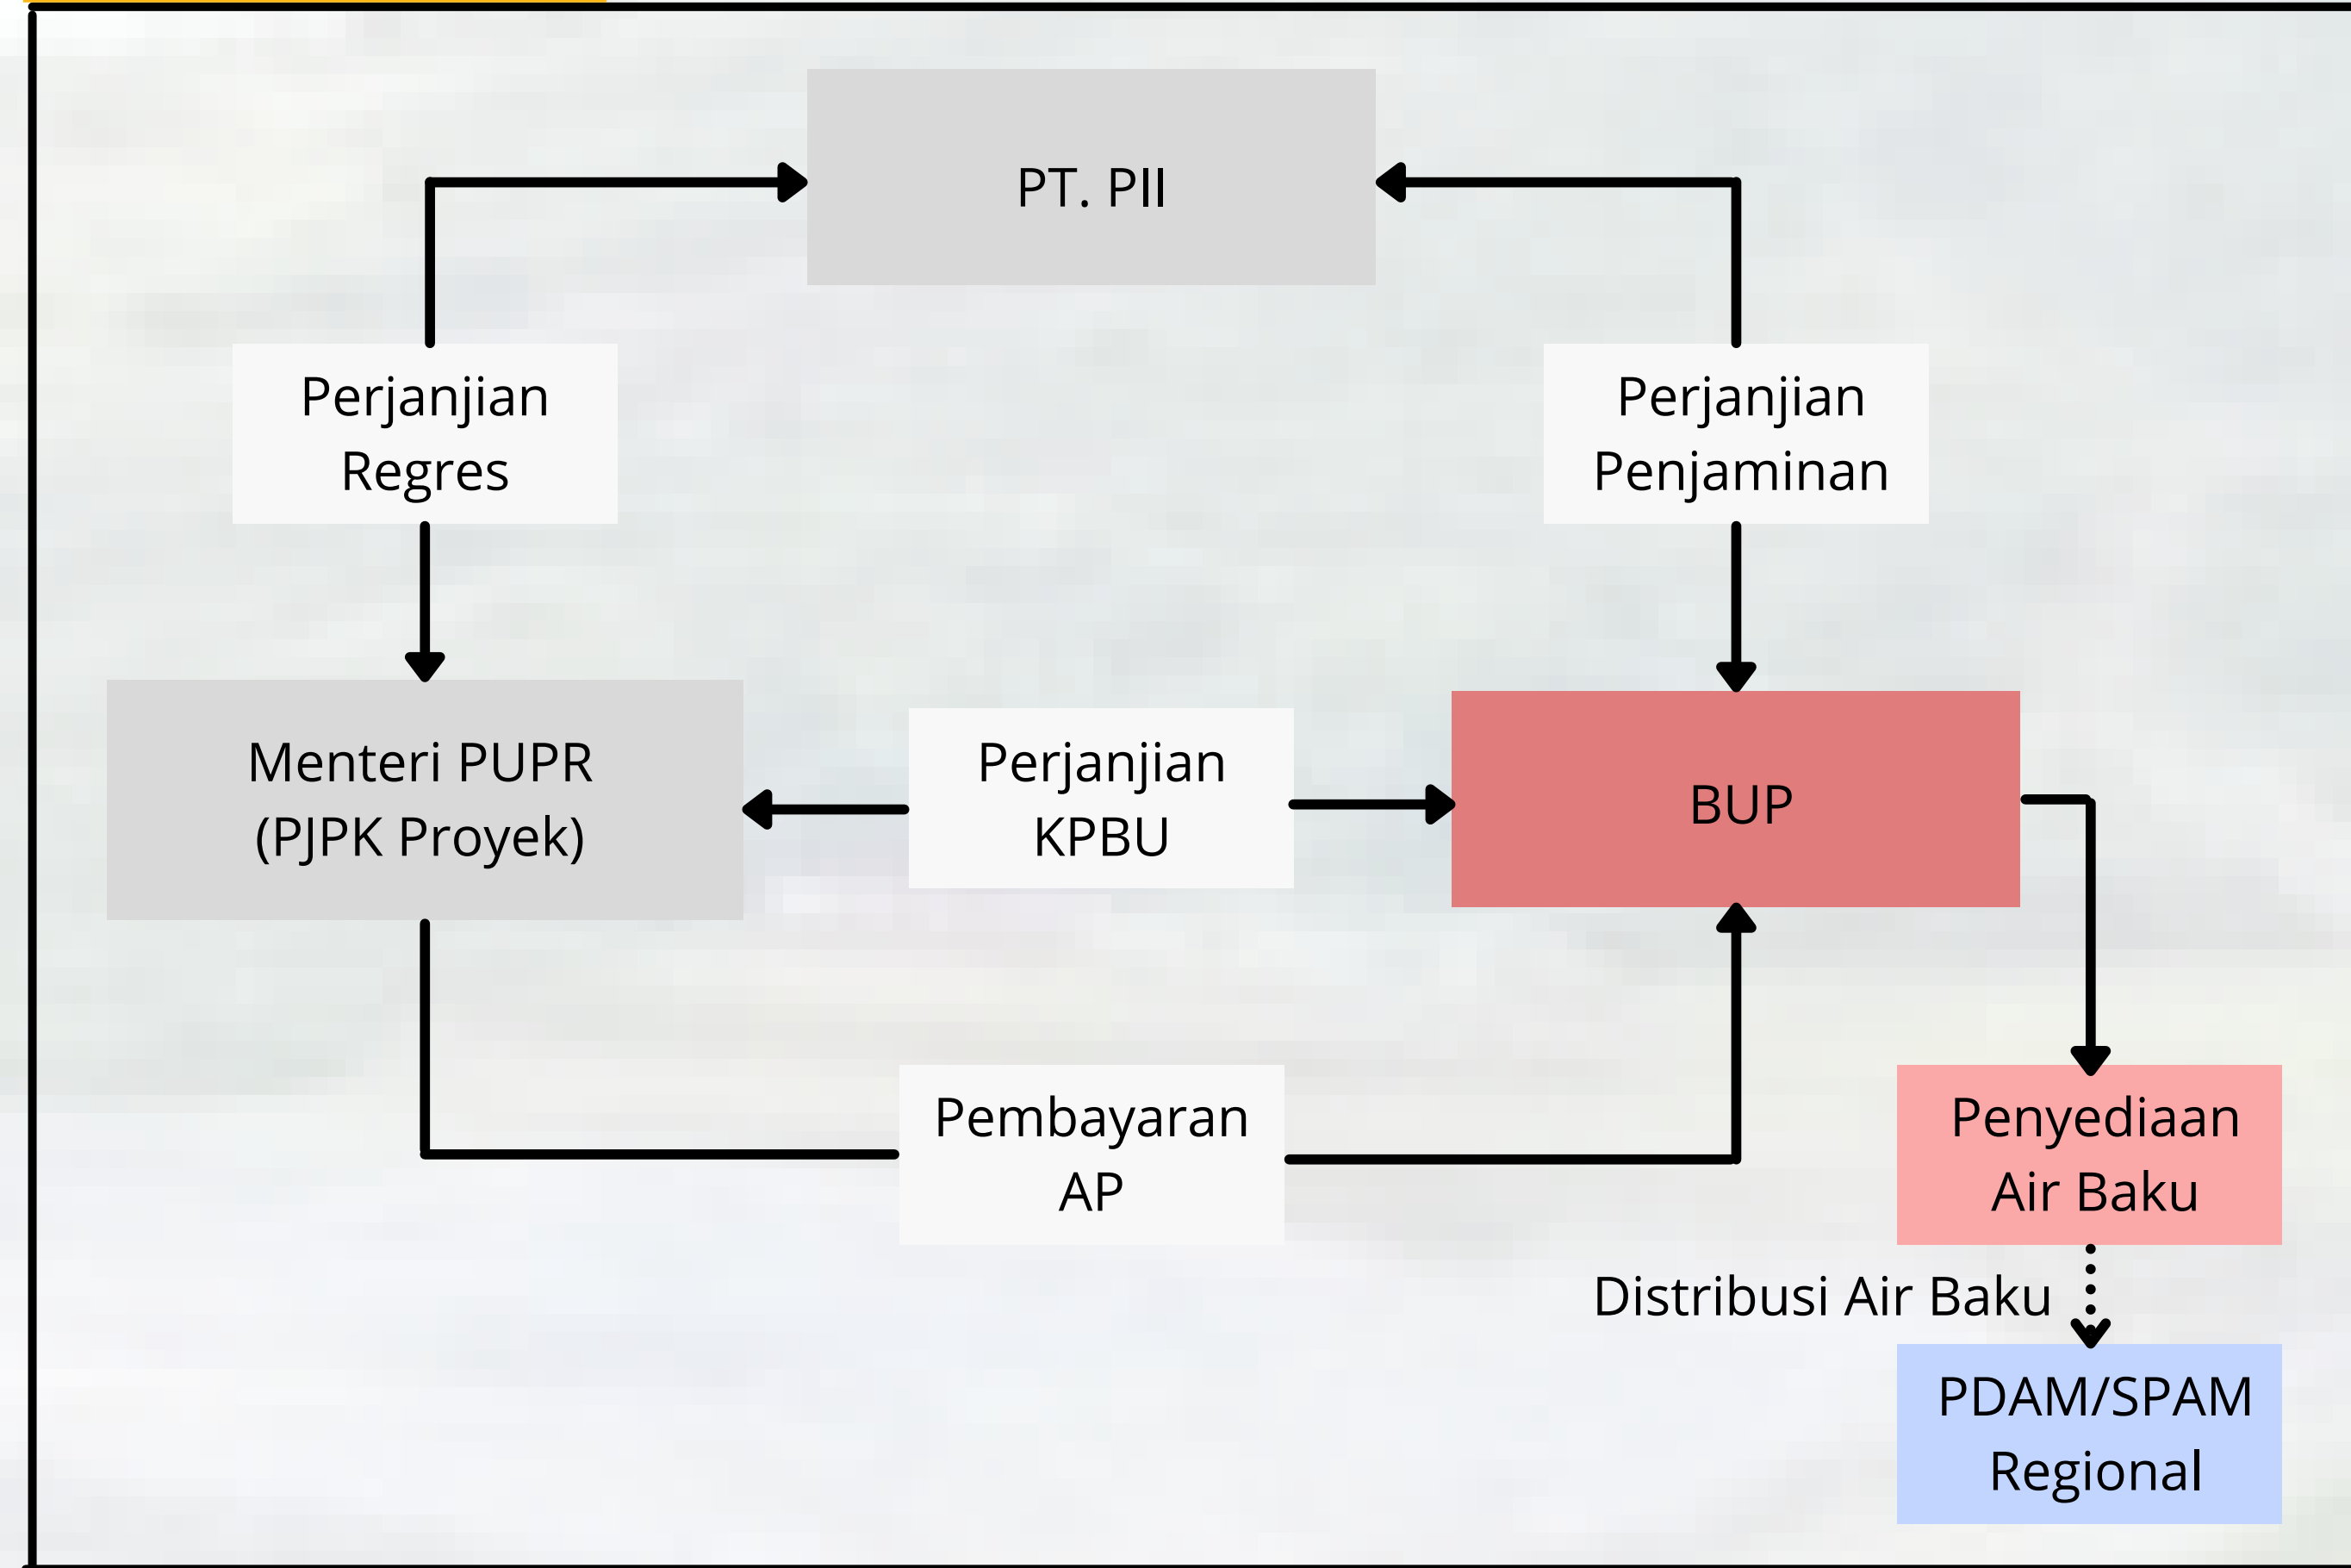 PT. PII
Perjanjian
Regres
Perjanjian
Penjaminan
Menteri PUPR
(PJPK Proyek)
Perjanjian
KPBU
BUP
Pembayaran
AP
Penyediaan
Air Baku
Distribusi Air Baku
PDAM/SPAM
Regional